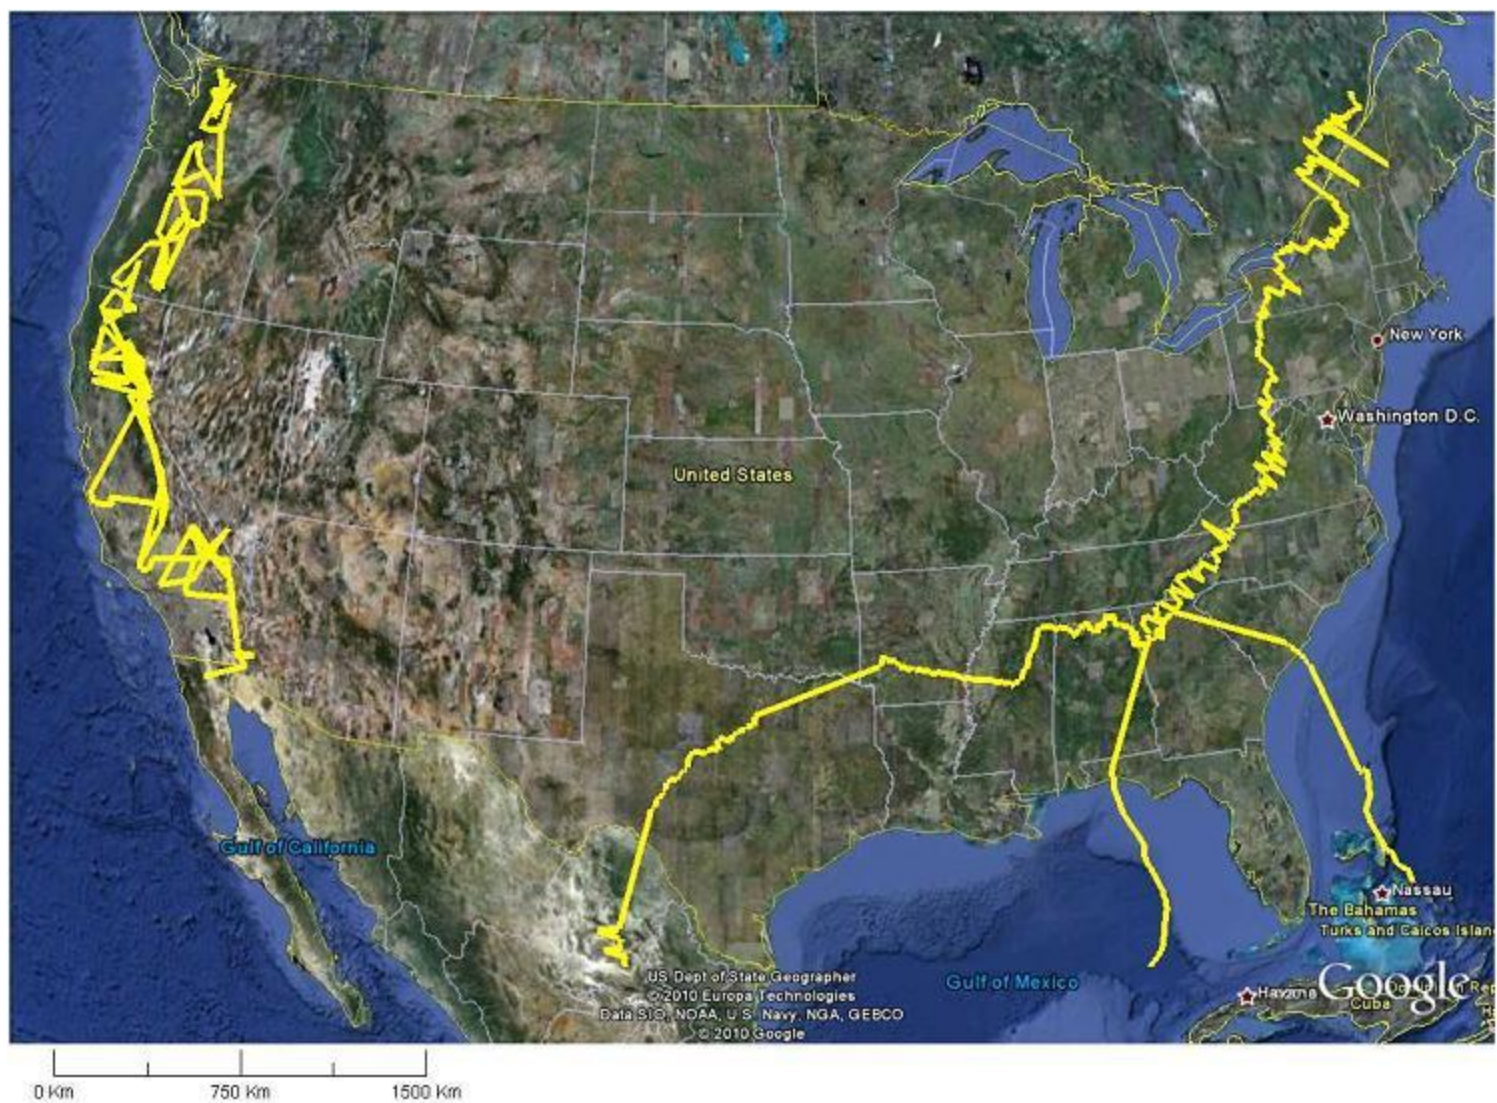 New York
Washington D.C.
United States
Gulf of California
Nassau
The Bahamas
Turks and Caicos Islan
US Dept of State Geographer
© 2010 Europa Technologies
Data SIO, NOAA, U.S. Navy, NGA, GEBCO
© 2010 Google
Gulf of Mexico
Google
Havana
Cuba
0 Km
750 Km
1500 Km